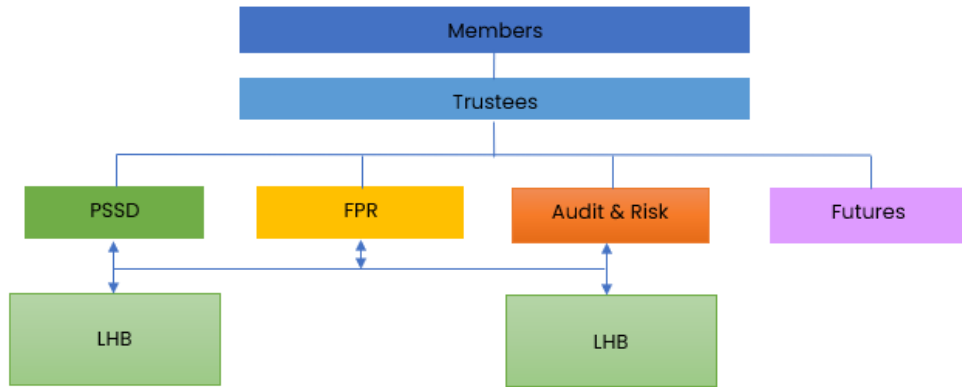 Members
Trustees
PSSD
FPR
Audit & Risk
Futures
LHB
LHB